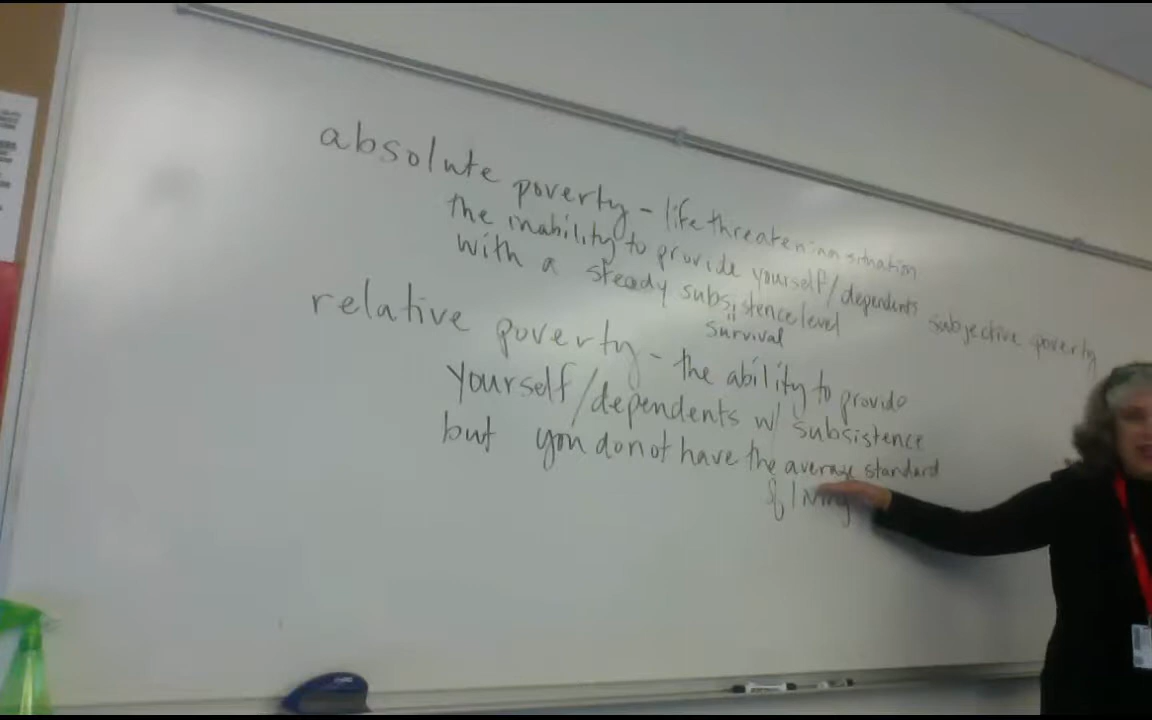 absolute poverty - life threatening situation
the inability to provide yourself/dependents
with a steady subsistence level
"
survival
subjective poverty
relative poverty - the ability to provide
yourself/dependents w/ subsistence
but you do not have the average standard
of living